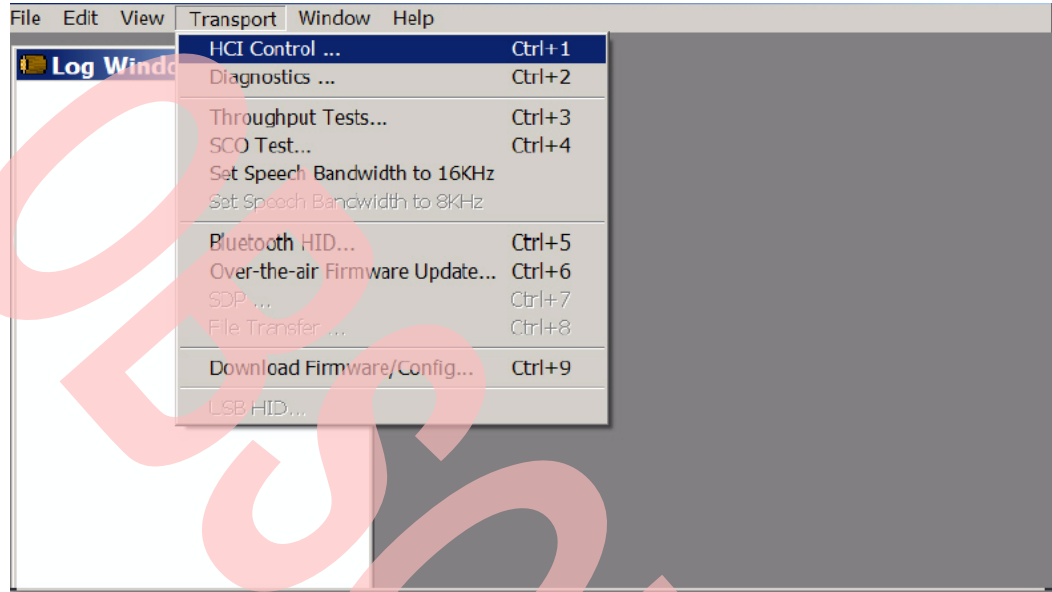 File Edit View Transport Window Help
Log Windo
HCI Control ... Ctrl+1
Diagnostics ... Ctrl+2
Throughput Tests... Ctrl+3
SCO Test... Ctrl+4
Set Speech Bandwidth to 16KHz
Set Speech Bandwidth to 8KHz
Bluetooth HID... Ctrl+5
Over-the-air Firmware Update... Ctrl+6
SDP ... Ctrl+7
File Transfer ... Ctrl+8
Download Firmware/Config... Ctrl+9
USB HID...